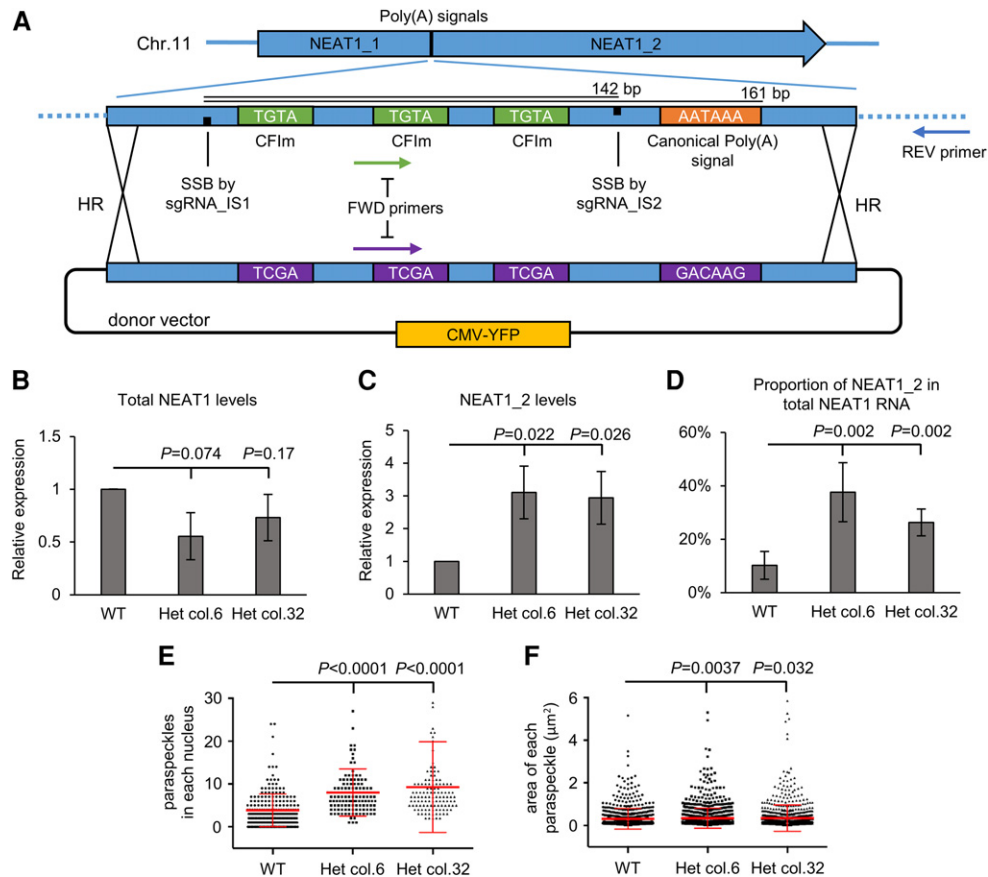 A
Poly(A) signals
Chr.11
NEAT1_1
NEAT1_2
142 bp
161 bp
TGTA
TGTA
TGTA
AATAAA
CFIm
CFIm
CFIm
Canonical Poly(A)
signal
REV primer
HR
SSB by
sgRNA_IS1
FWD primers
SSB by
sgRNA_IS2
HR
TCGA
TCGA
TCGA
GACAAG
donor vector
CMV-YFP
B
Total NEAT1 levels
Relative expression
1.5
1
0.5
0
P=0.074
P=0.17
WT
Het col.6
Het col.32
C
NEAT1_2 levels
Relative expression
5
4
3
2
1
0
P=0.022
P=0.026
WT
Het col.6
Het col.32
D
Proportion of NEAT1_2 in
total NEAT1 RNA
60%
40%
20%
0%
P=0.002
P=0.002
WT
Het col.6
Het col.32
E
paraspeckles
in each nucleus
30
20
10
0
P<0.0001
P<0.0001
WT
Het col.6
Het col.32
F
area of each
paraspeckle (μm²)
6
4
2
0
P=0.0037
P=0.032
WT
Het col.6
Het col.32